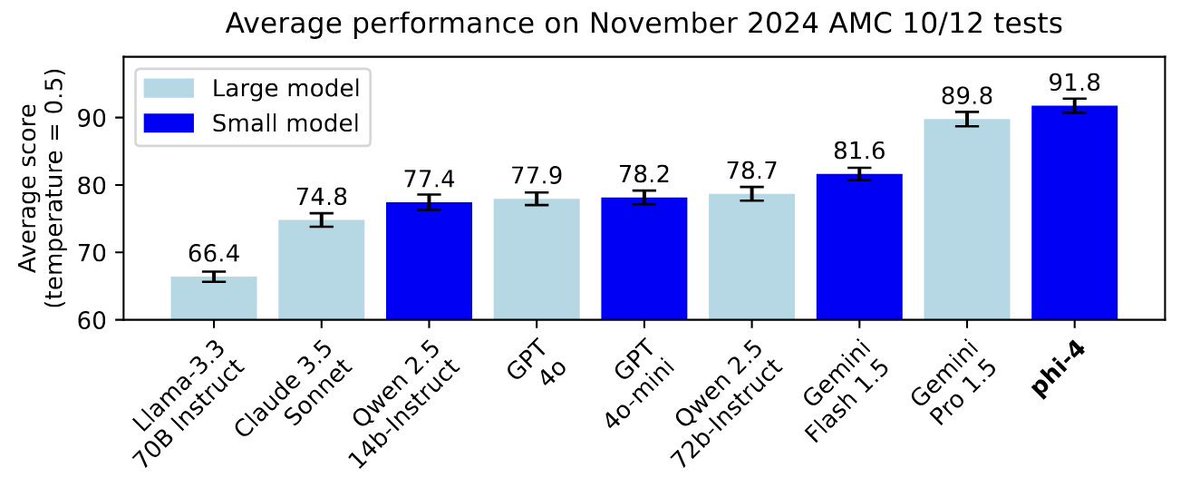 Average performance on November 2024 AMC 10/12 tests
Average score
(temperature = 0.5)
Large model
Small model
90
80
70
60
66.4
74.8
77.4
77.9
78.2
78.7
81.6
89.8
91.8
Llama-3.3
70B Instruct
Claude 3.5
Sonnet
Qwen 2.5
14b-Instruct
GPT
4o
GPT
4o-mini
Qwen 2.5
72b-Instruct
Gemini
Flash 1.5
Gemini
Pro 1.5
phi-4